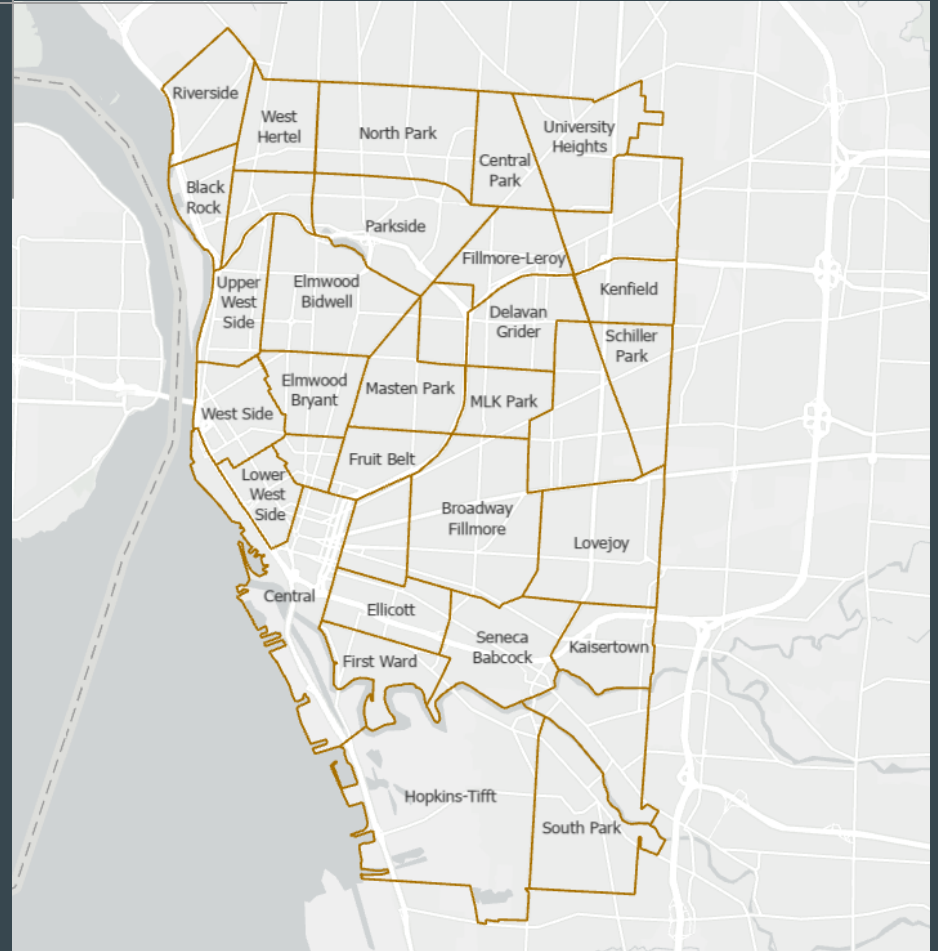 Riverside
West
Hertel
North Park
University
Heights
Central
Park
Black
Rock
Parkside
Fillmore-Leroy
Upper
West
Side
Elmwood
Bidwell
Kenfield
Delavan
Grider
Schiller
Park
Elmwood
Bryant
Masten Park
MLK Park
West Side
Fruit Belt
Lower
West
Side
Broadway
Fillmore
Lovejoy
Central
Ellicott
Seneca
Babcock
Kaisertown
First Ward
Hopkins-Tifft
South Park